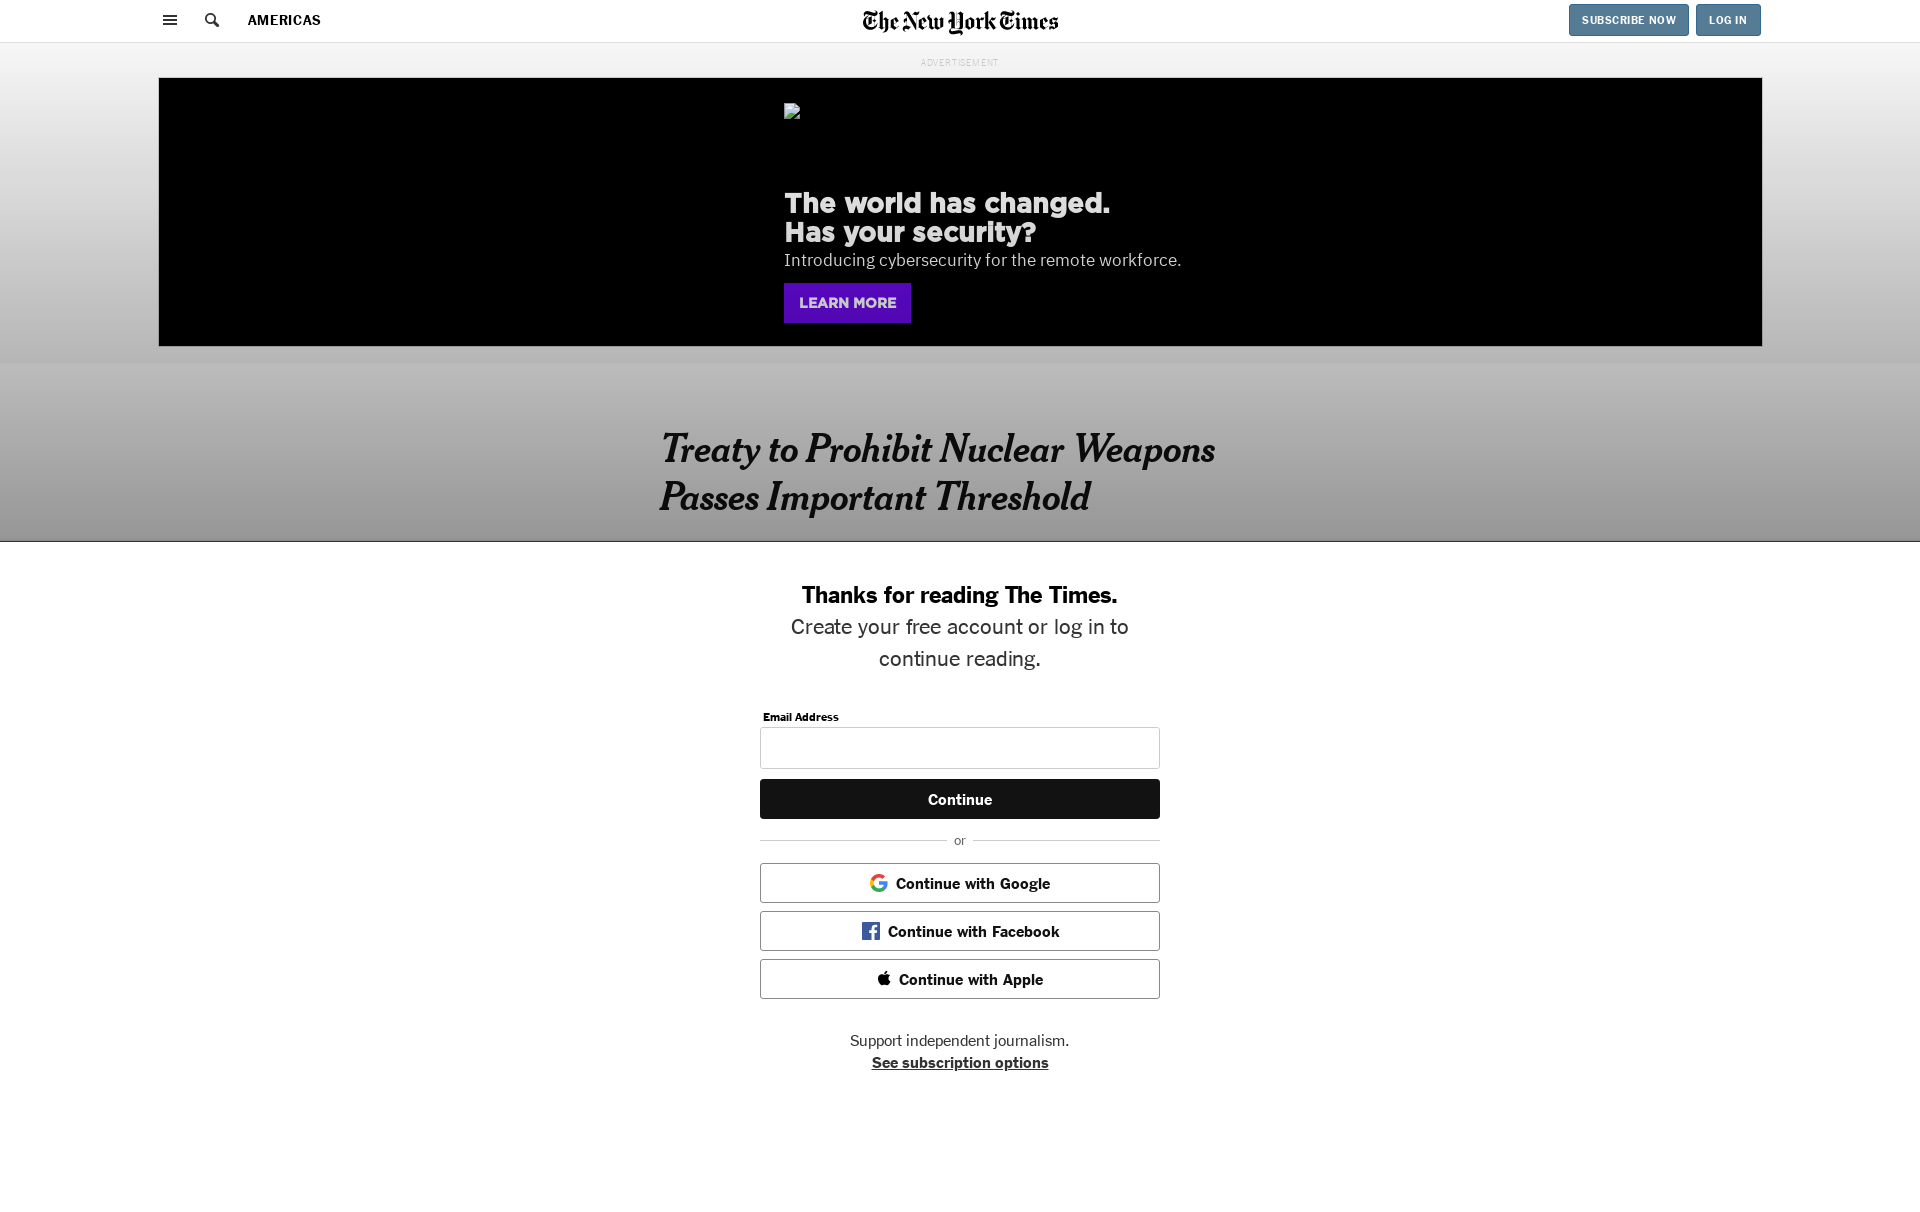 AMERICAS
The New York Times
SUBSCRIBE NOW
LOG IN
ADVERTISEMENT
The world has changed.
Has your security?
Introducing cybersecurity for the remote workforce.
LEARN MORE
Treaty to Prohibit Nuclear Weapons
Passes Important Threshold
Thanks for reading The Times.
Create your free account or log in to
continue reading.
Email Address
Continue
or
Continue with Google
Continue with Facebook
Continue with Apple
Support independent journalism.
See subscription options